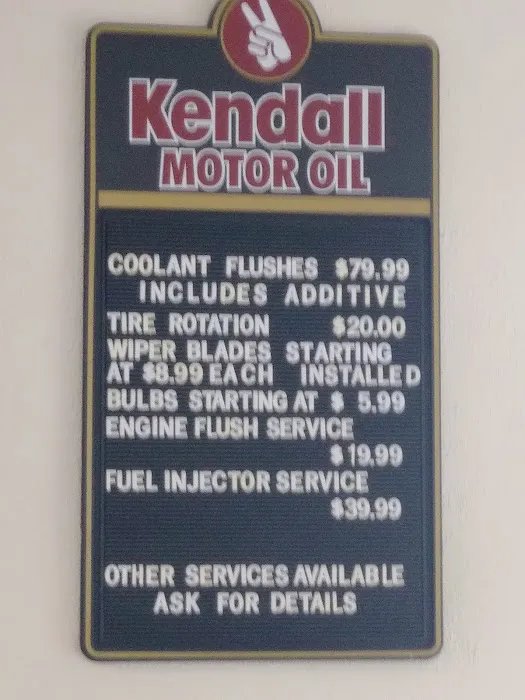 Kendall
MOTOR OIL
COOLANT FLUSHES $79.99
INCLUDES ADDITIVE
TIRE ROTATION $20.00
WIPER BLADES STARTING
AT $8.99 EACH INSTALLED
BULBS STARTING AT $ 5.99
ENGINE FLUSH SERVICE
$19.99
FUEL INJECTOR SERVICE
$39.99
OTHER SERVICES AVAILABLE
ASK FOR DETAILS